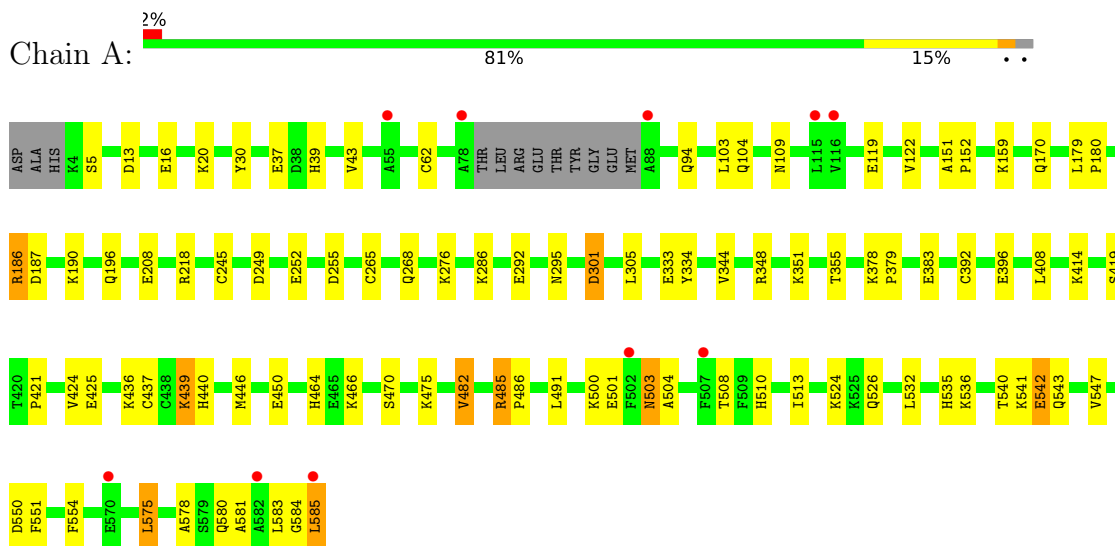 2%
Chain A:
81% 15% • •
ASP ALA HIS K4 S5 D13 E16 K20 Y30 E37 D38 H39 V43 A55 C62 A78 THR LEU ARG GLU THR TYR GLY GLU MET A88 Q94 L103 Q104 N109 L115 V116 E119 V122 A151 P152 K159 Q170 L179 P180
R186 D187 K190 Q196 E208 R218 C245 D249 E252 D255 C265 Q268 K276 K286 E292 N295 D301 L305 E333 Y334 V344 R348 K351 T355 K378 P379 E383 C392 E396 L408 K414 S419
T420 P421 V424 E425 K436 C437 C438 K439 H440 M446 E450 H464 E465 K466 S470 K475 V482 R485 P486 L491 K500 E501 F502 N503 A504 F507 T508 F509 H510 I513 K524 K525 Q526 L532 H535 K536 T540 K541 E542 Q543 V547
D550 F551 F554 E570 L575 A578 S579 Q580 A581 A582 L583 G584 L585